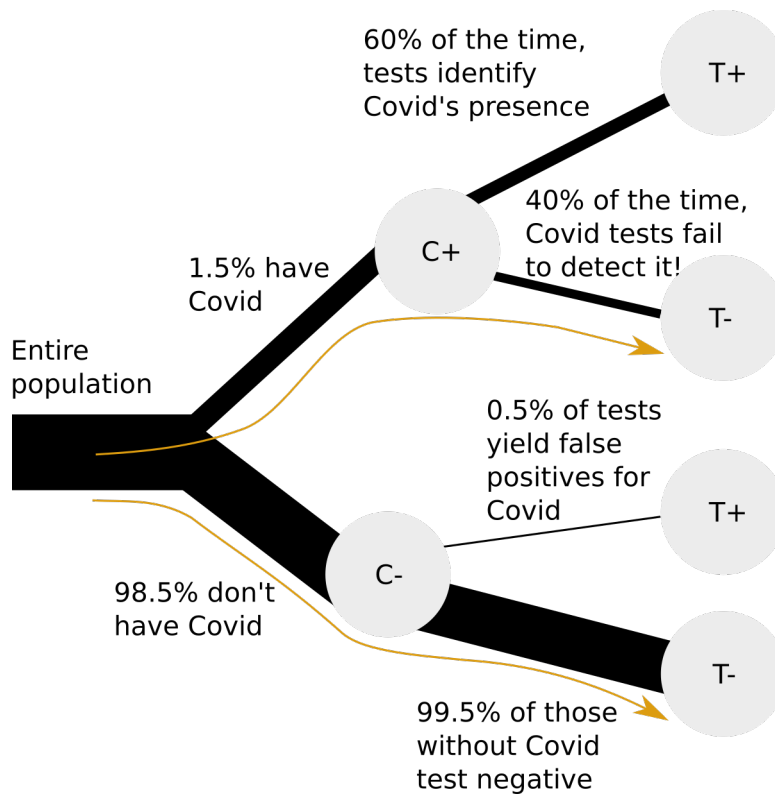 60% of the time,
tests identify
Covid's presence
T+
40% of the time,
Covid tests fail
to detect it!
C+
1.5% have
Covid
T-
Entire
population
0.5% of tests
yield false
positives for
Covid
T+
C-
98.5% don't
have Covid
T-
99.5% of those
without Covid
test negative